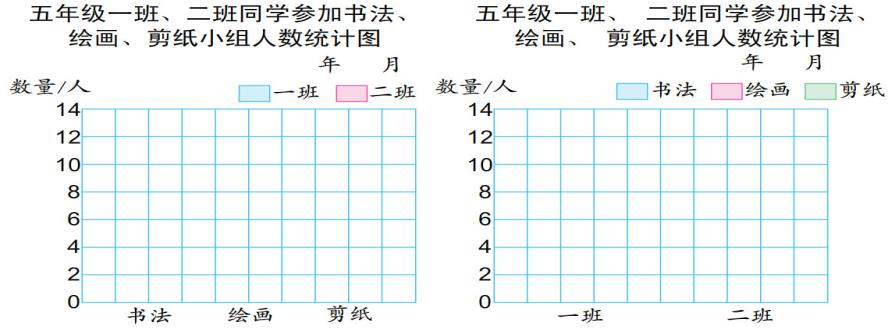 五年级一班、二班同学参加书法、
绘画、剪纸小组人数统计图
年 月
数量/人
一班 二班
14
12
10
8
6
4
2
0
书法 绘画 剪纸
五年级一班、二班同学参加书法、
绘画、剪纸小组人数统计图
年 月
数量/人
书法 绘画 剪纸
14
12
10
8
6
4
2
0
一班 二班